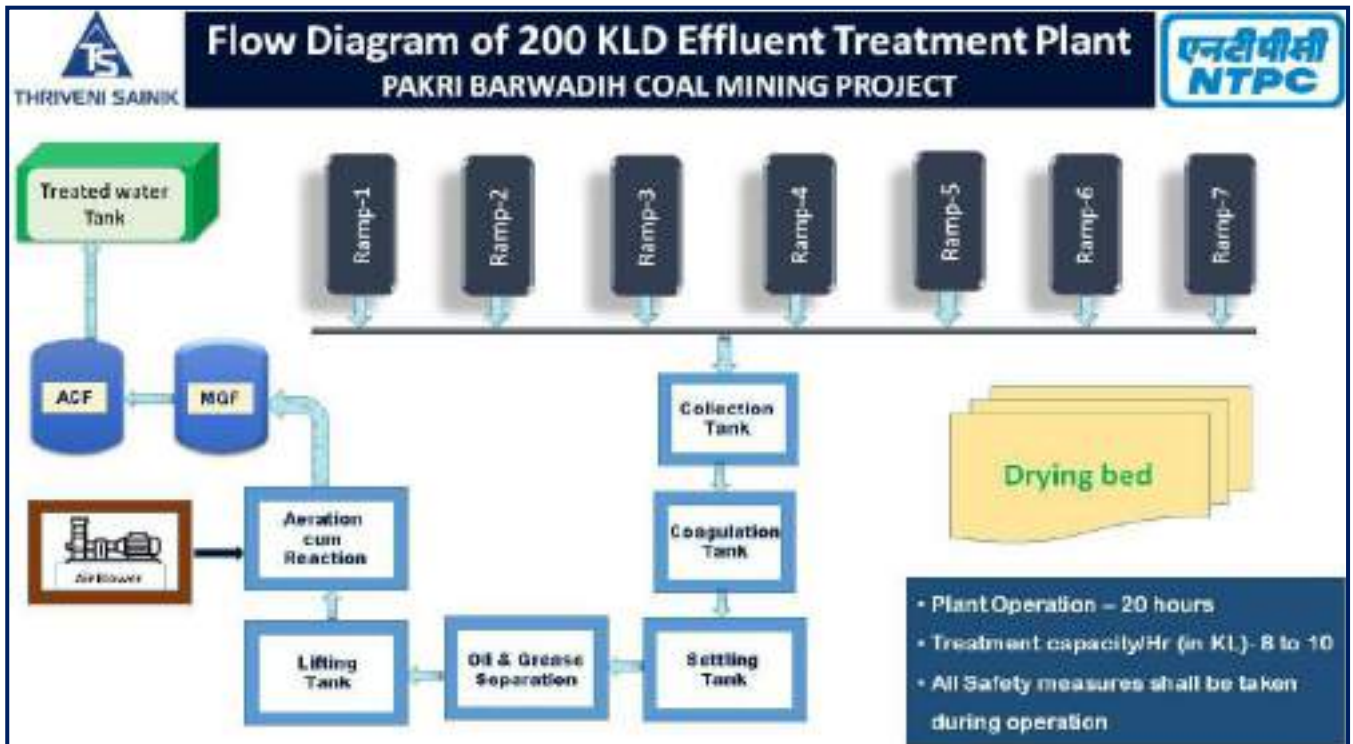 Flow Diagram of 200 KLD Effluent Treatment Plant
PAKRI BARWADIH COAL MINING PROJECT
TS
THRIVENI SAINIK
एनटीपीसी
NTPC
Treated water
Tank
Ramp-1
Ramp-2
Ramp-3
Ramp-4
Ramp-5
Ramp-6
Ramp-7
ACF
MGF
Collection
Tank
Drying bed
Aeration
cum
Reaction
Coagulation
Tank
Air Blower
Lifting
Tank
Oil & Grease
Separation
Settling
Tank
• Plant Operation – 20 hours
• Treatment capacity/Hr (in KL)- 8 to 10
• All Safety measures shall be taken
during operation